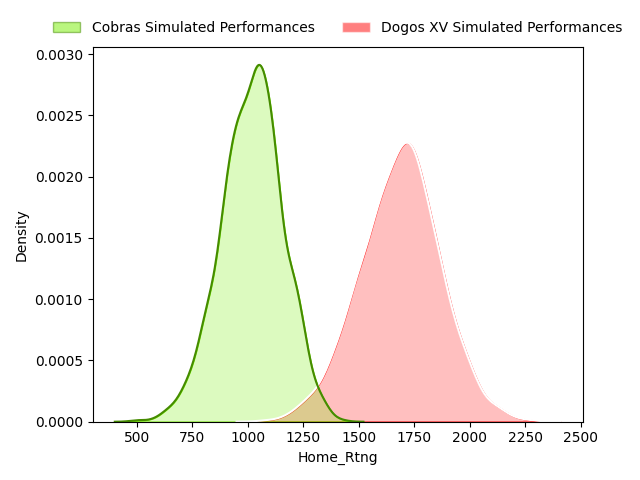 Cobras Simulated Performances Dogos XV Simulated Performances
0.0030
0.0025
0.0020
0.0015
0.0010
0.0005
0.0000
Density
500 750 1000 1250 1500 1750 2000 2250 2500
Home_Rtng